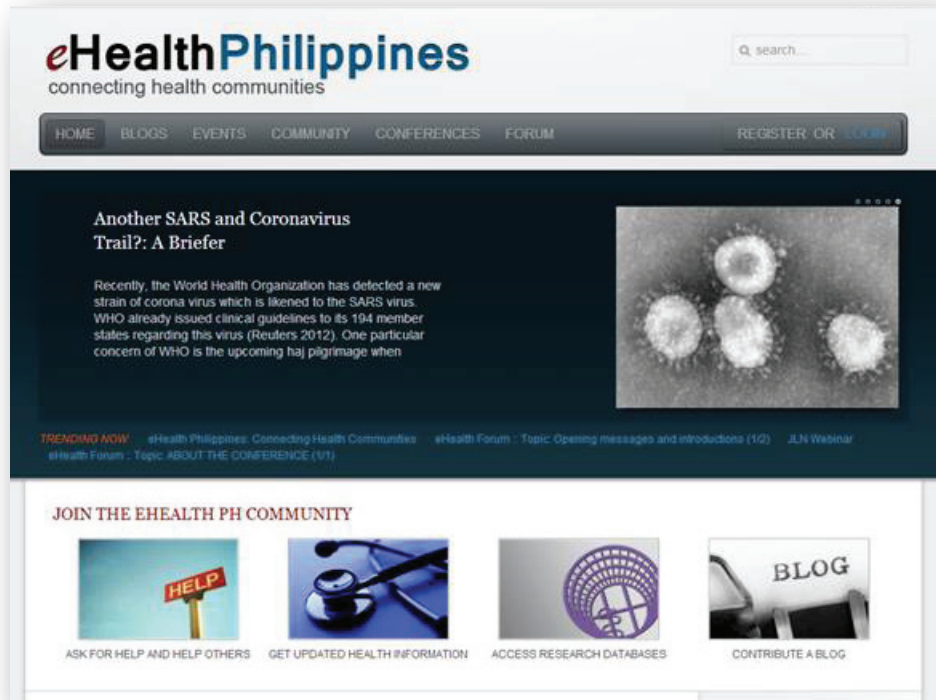 eHealthPhilippines
connecting health communities
search...
HOME BLOGS EVENTS COMMUNITY CONFERENCES FORUM REGISTER OR LOGIN
Another SARS and Coronavirus
Trail?: A Briefer
Recently, the World Health Organization has detected a new
strain of corona virus which is likened to the SARS virus.
WHO already issued clinical guidelines to its 194 member
states regarding this virus (Reuters 2012). One particular
concern of WHO is the upcoming haj pilgrimage when
TRENDING NOW eHealth Philippines: Connecting Health Communities eHealth Forum : Topic: Opening messages and introductions (1/2) JLN Webinar
eHealth Forum : Topic: ABOUT THE CONFERENCE (1/1)
JOIN THE EHEALTH PH COMMUNITY
HELP
BLOG
ASK FOR HELP AND HELP OTHERS GET UPDATED HEALTH INFORMATION ACCESS RESEARCH DATABASES CONTRIBUTE A BLOG